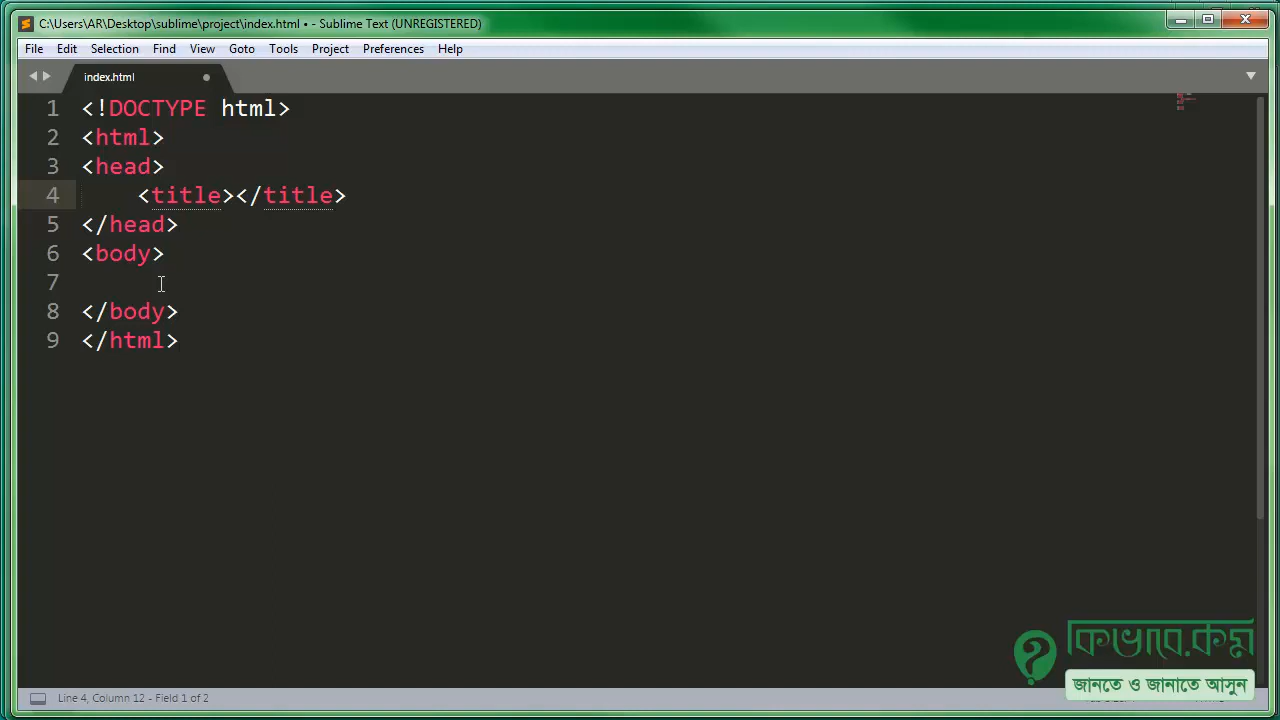 C:\Users\AR\Desktop\sublime\project\index.html • - Sublime Text (UNREGISTERED)
File Edit Selection Find View Goto Tools Project Preferences Help
index.html
1 <!DOCTYPE html>
2 <html>
3 <head>
4 <title></title>
5 </head>
6 <body>
7
8 </body>
9 </html>
কিভাবে.কম
জানতে ও জানাতে আসুন
Line 4, Column 12 - Field 1 of 2